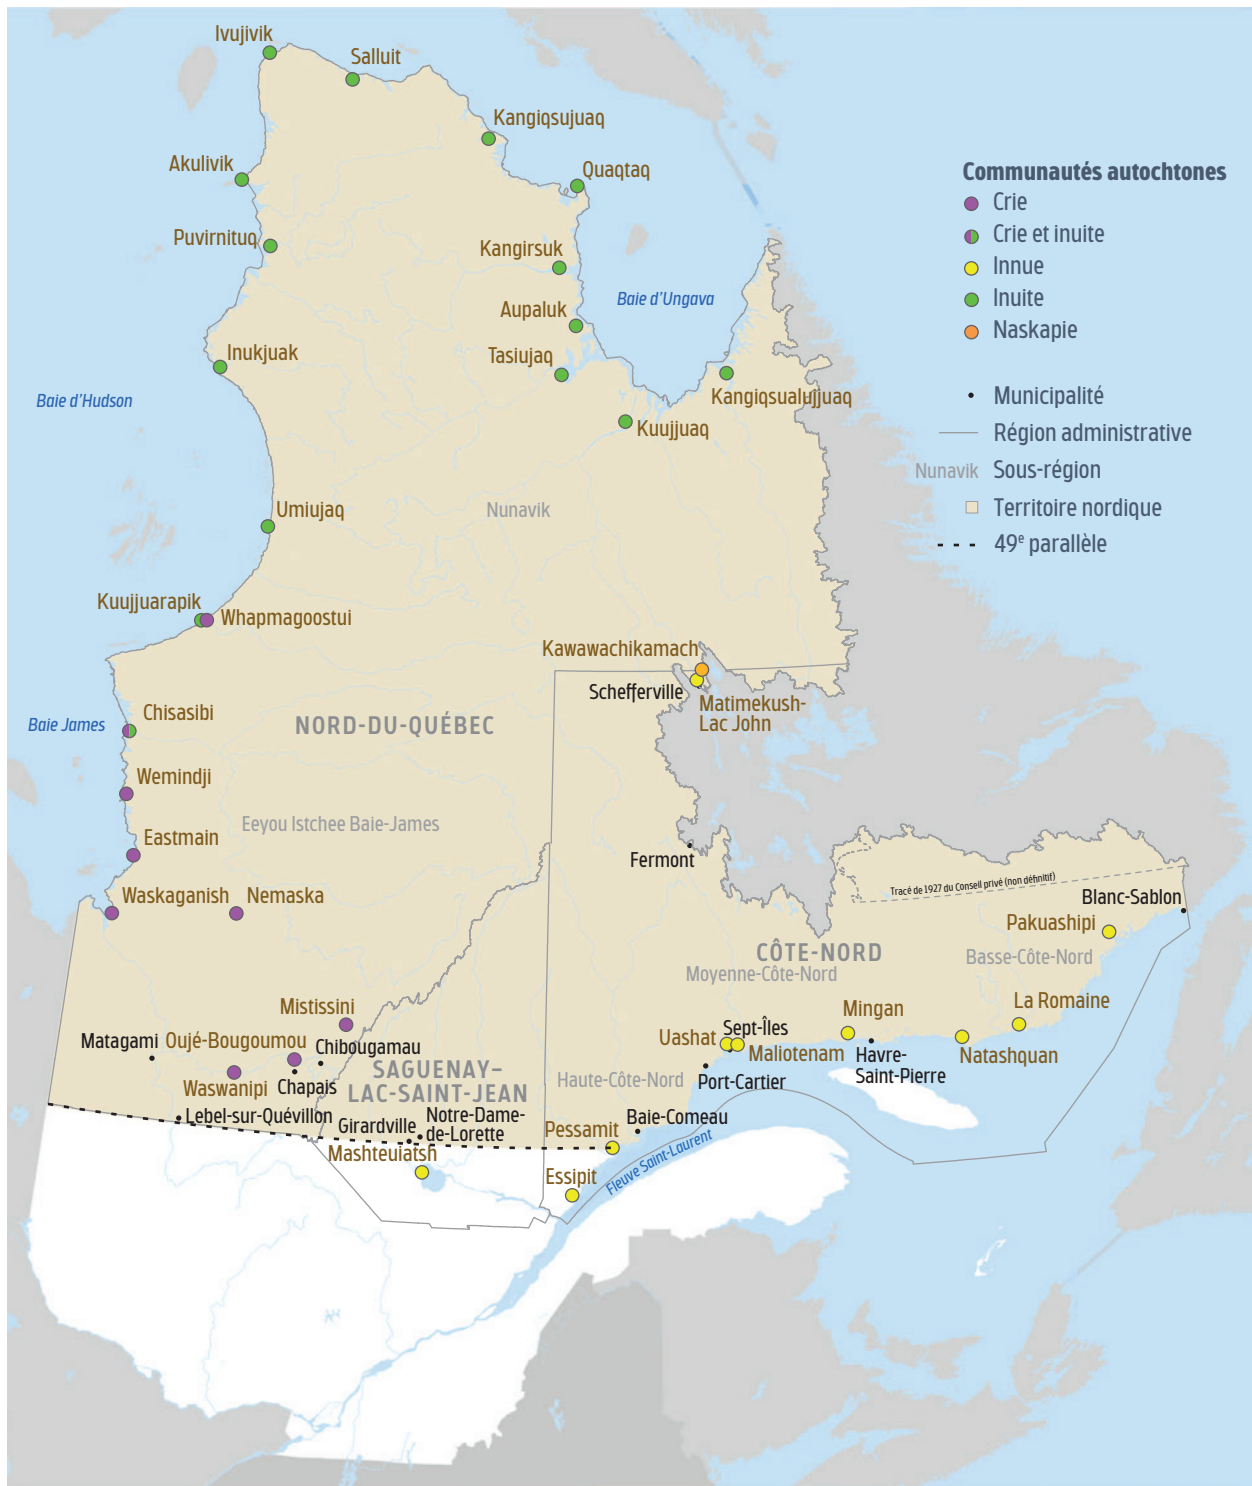 Ivujivik
Salluit
Kangiqsujuaq
Akulivik
Quaqtaq
Puvirnituq
Kangirsuk
Baie d'Ungava
Aupaluk
Tasiujaq
Inukjuak
Kangiqsualujjuaq
Baie d'Hudson
Kuujjuaq
Umiujaq
Nunavik
Kuujjuarapik
Whapmagoostui
Kawawachikamach
Schefferville
Matimekush-
Lac John
Chisasibi
Baie James
NORD-DU-QUÉBEC
Wemindji
Eeyou Istchee Baie-James
Eastmain
Fermont
Waskaganish
Nemaska
Tracé de 1927 du Conseil privé (non définitif)
Blanc-Sablon
Pakuashipi
CÔTE-NORD
Basse-Côte-Nord
Moyenne-Côte-Nord
Mistissini
Mingan
La Romaine
Matagami
Oujé-Bougoumou
Chibougamau
Uashat
Sept-Îles
Maliotenam
Havre-
Saint-Pierre
Natashquan
Waswanipi
Chapais
SAGUENAY–
LAC-SAINT-JEAN
Haute-Côte-Nord
Port-Cartier
Lebel-sur-Quévillon
Girardville
Notre-Dame-
de-Lorette
Pessamit
Baie-Comeau
Mashteuiatsh
Essipit
Fleuve Saint-Laurent
Communautés autochtones
Crie
Crie et inuite
Innue
Inuite
Naskapie
Municipalité
Région administrative
Nunavik Sous-région
Territoire nordique
49e parallèle